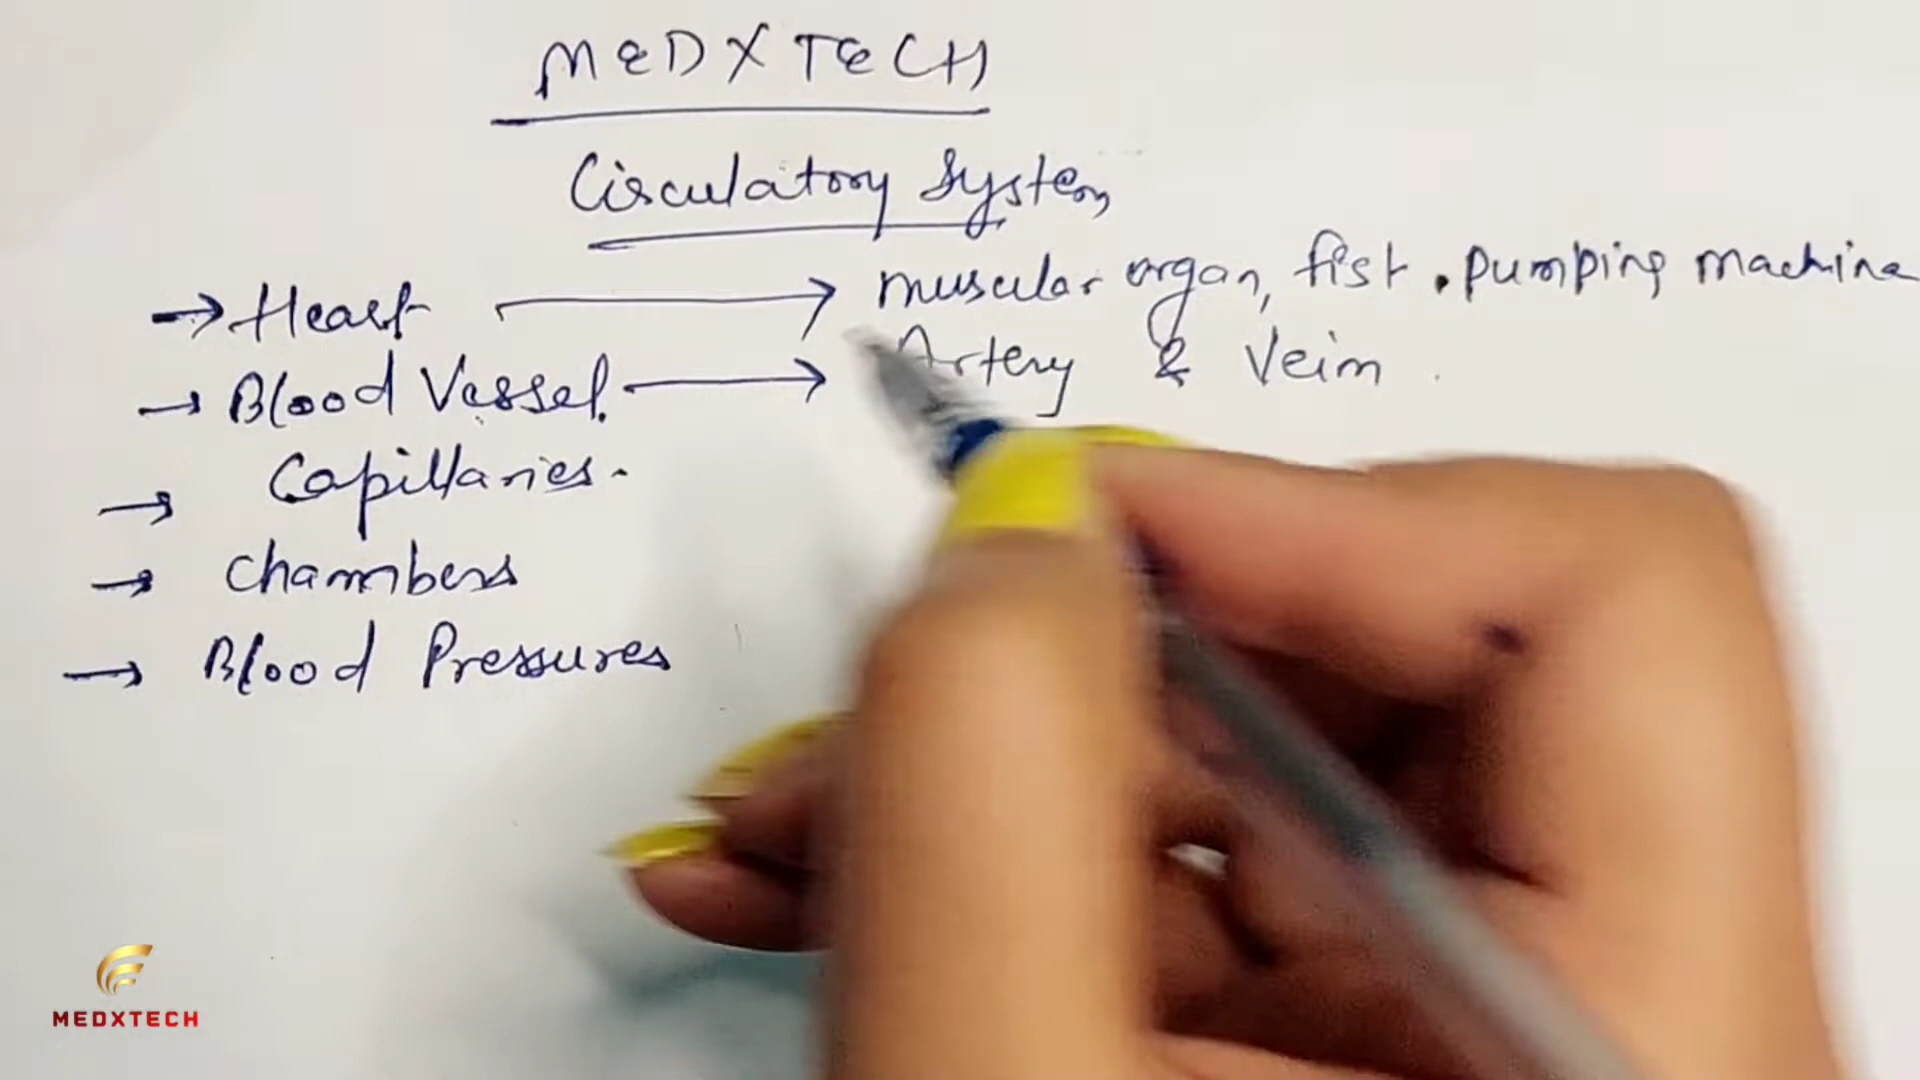 MEDXTECH
Circulatory System
→ Heart → muscular organ, fist . pumping machine
→ Blood Vessel. → Artery & Vein .
→ Capillaries.
→ Chambers
→ Blood Pressures
MEDXTECH